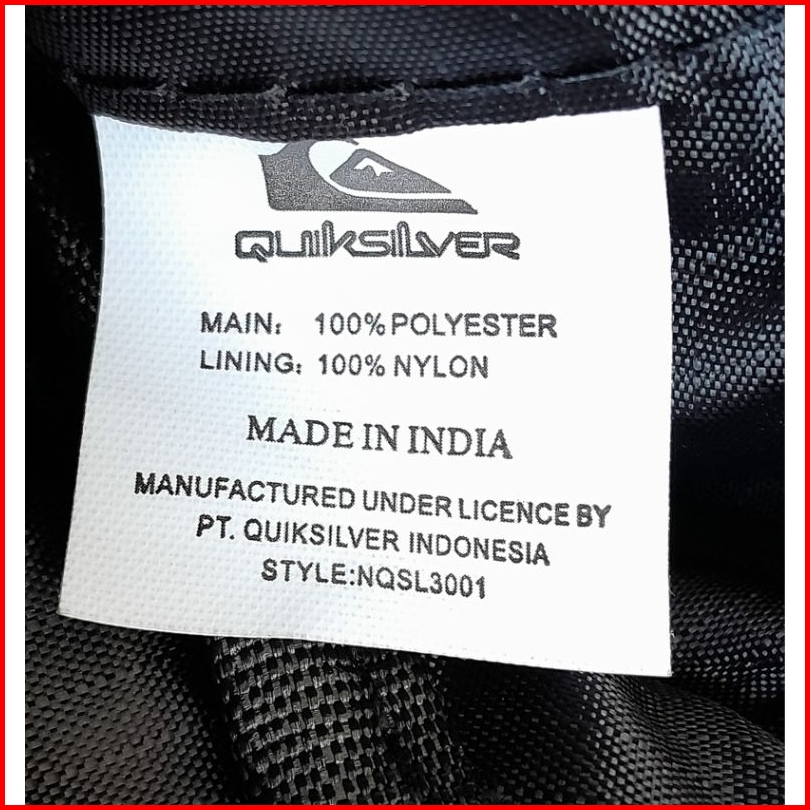 QUIKSILVER
MAIN: 100% POLYESTER
LINING: 100% NYLON
MADE IN INDIA
MANUFACTURED UNDER LICENCE BY
PT. QUIKSILVER INDONESIA
STYLE:NQSL3001